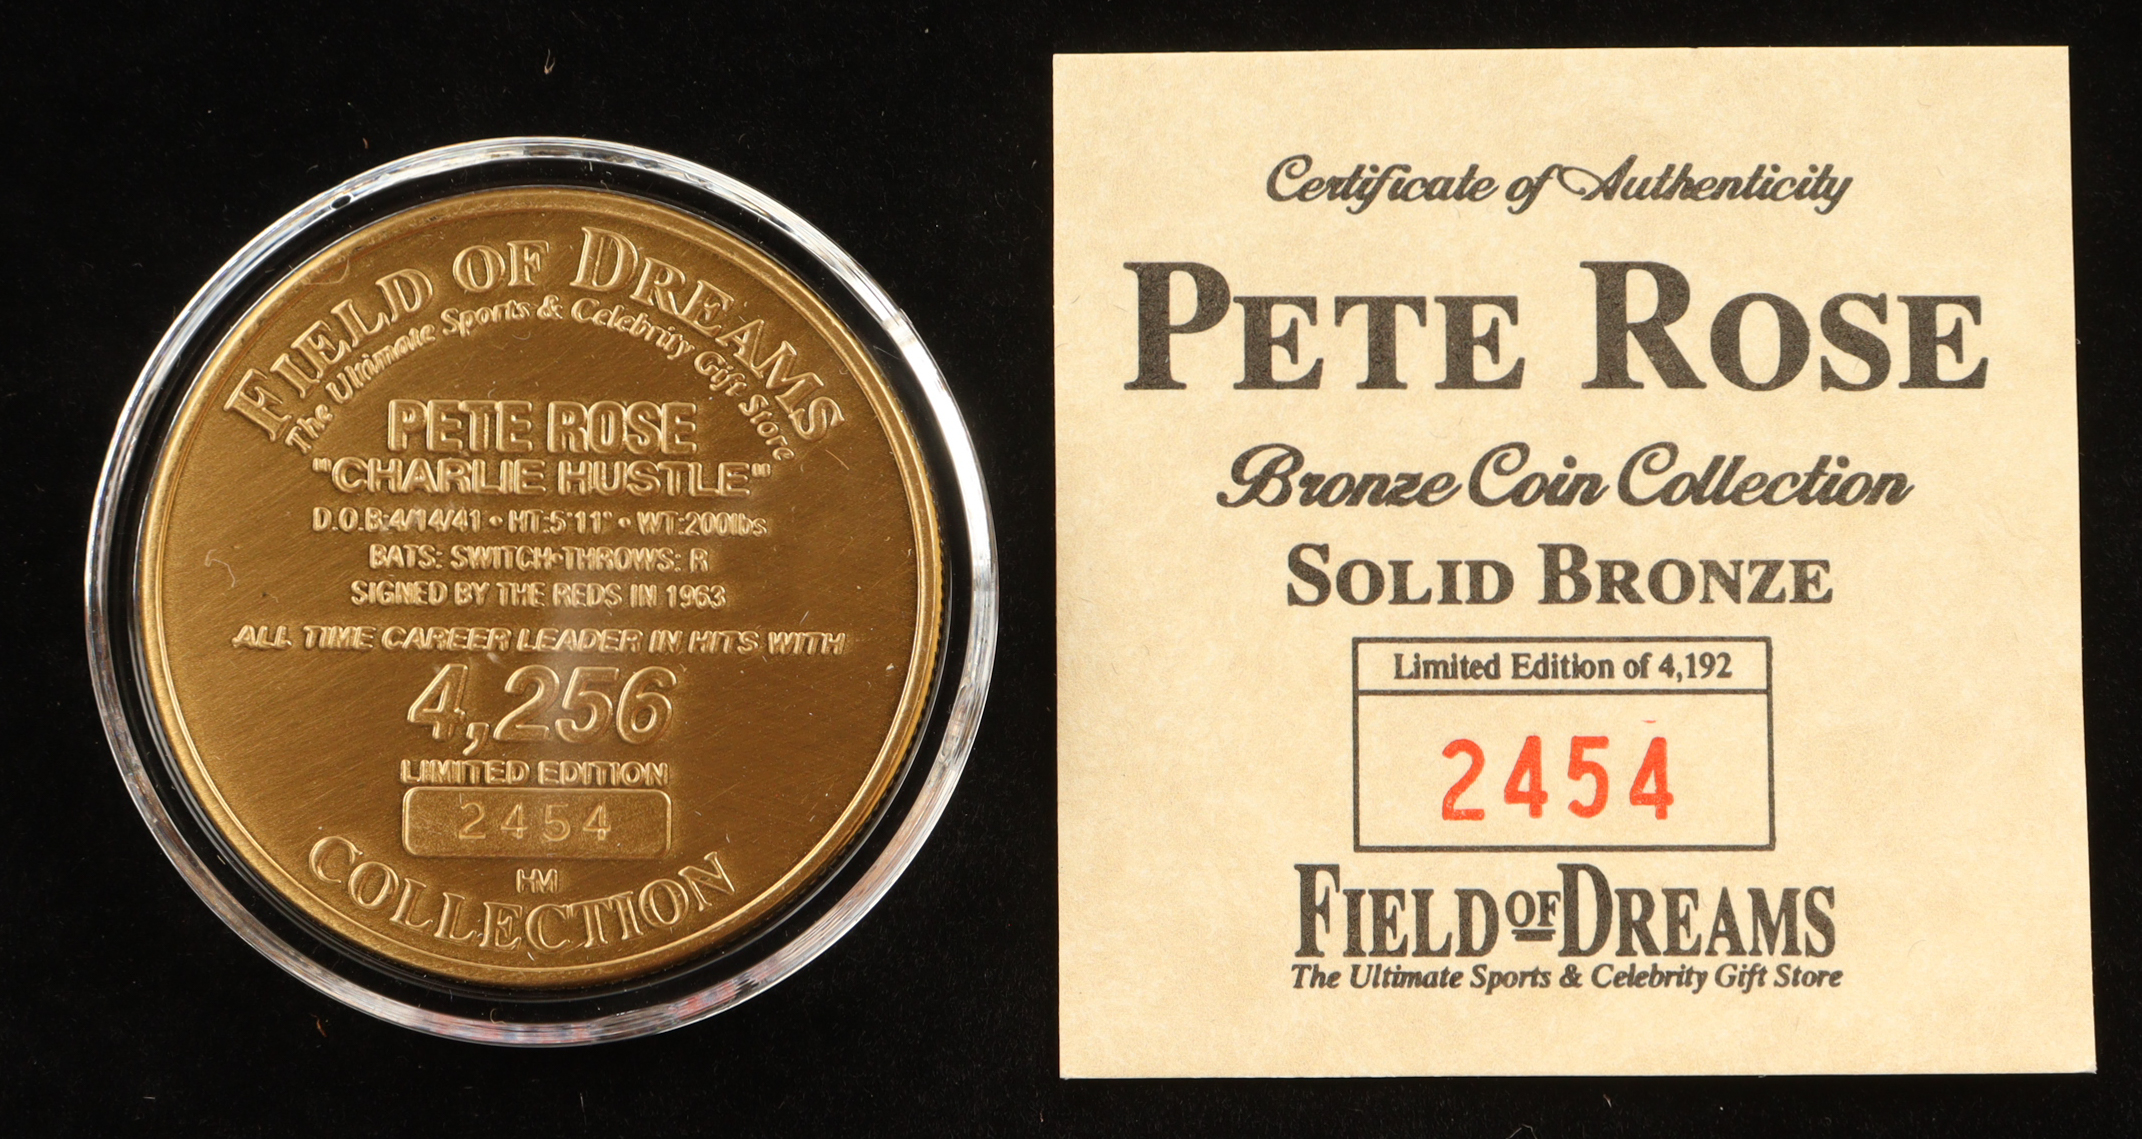 FIELD OF DREAMS
The Ultimate Sports & Celebrity Gift Store
PETE ROSE
"CHARLIE HUSTLE"
D.O.B:4/14/41 • HT:5'11" • WT:200lbs
BATS: SWITCH•THROWS: R
SIGNED BY THE REDS IN 1963
ALL TIME CAREER LEADER IN HITS WITH
4,256
LIMITED EDITION
2454
HM
COLLECTION
Certificate of Authenticity
PETE ROSE
Bronze Coin Collection
SOLID BRONZE
Limited Edition of 4,192
2454
FIELD OF DREAMS
The Ultimate Sports & Celebrity Gift Store